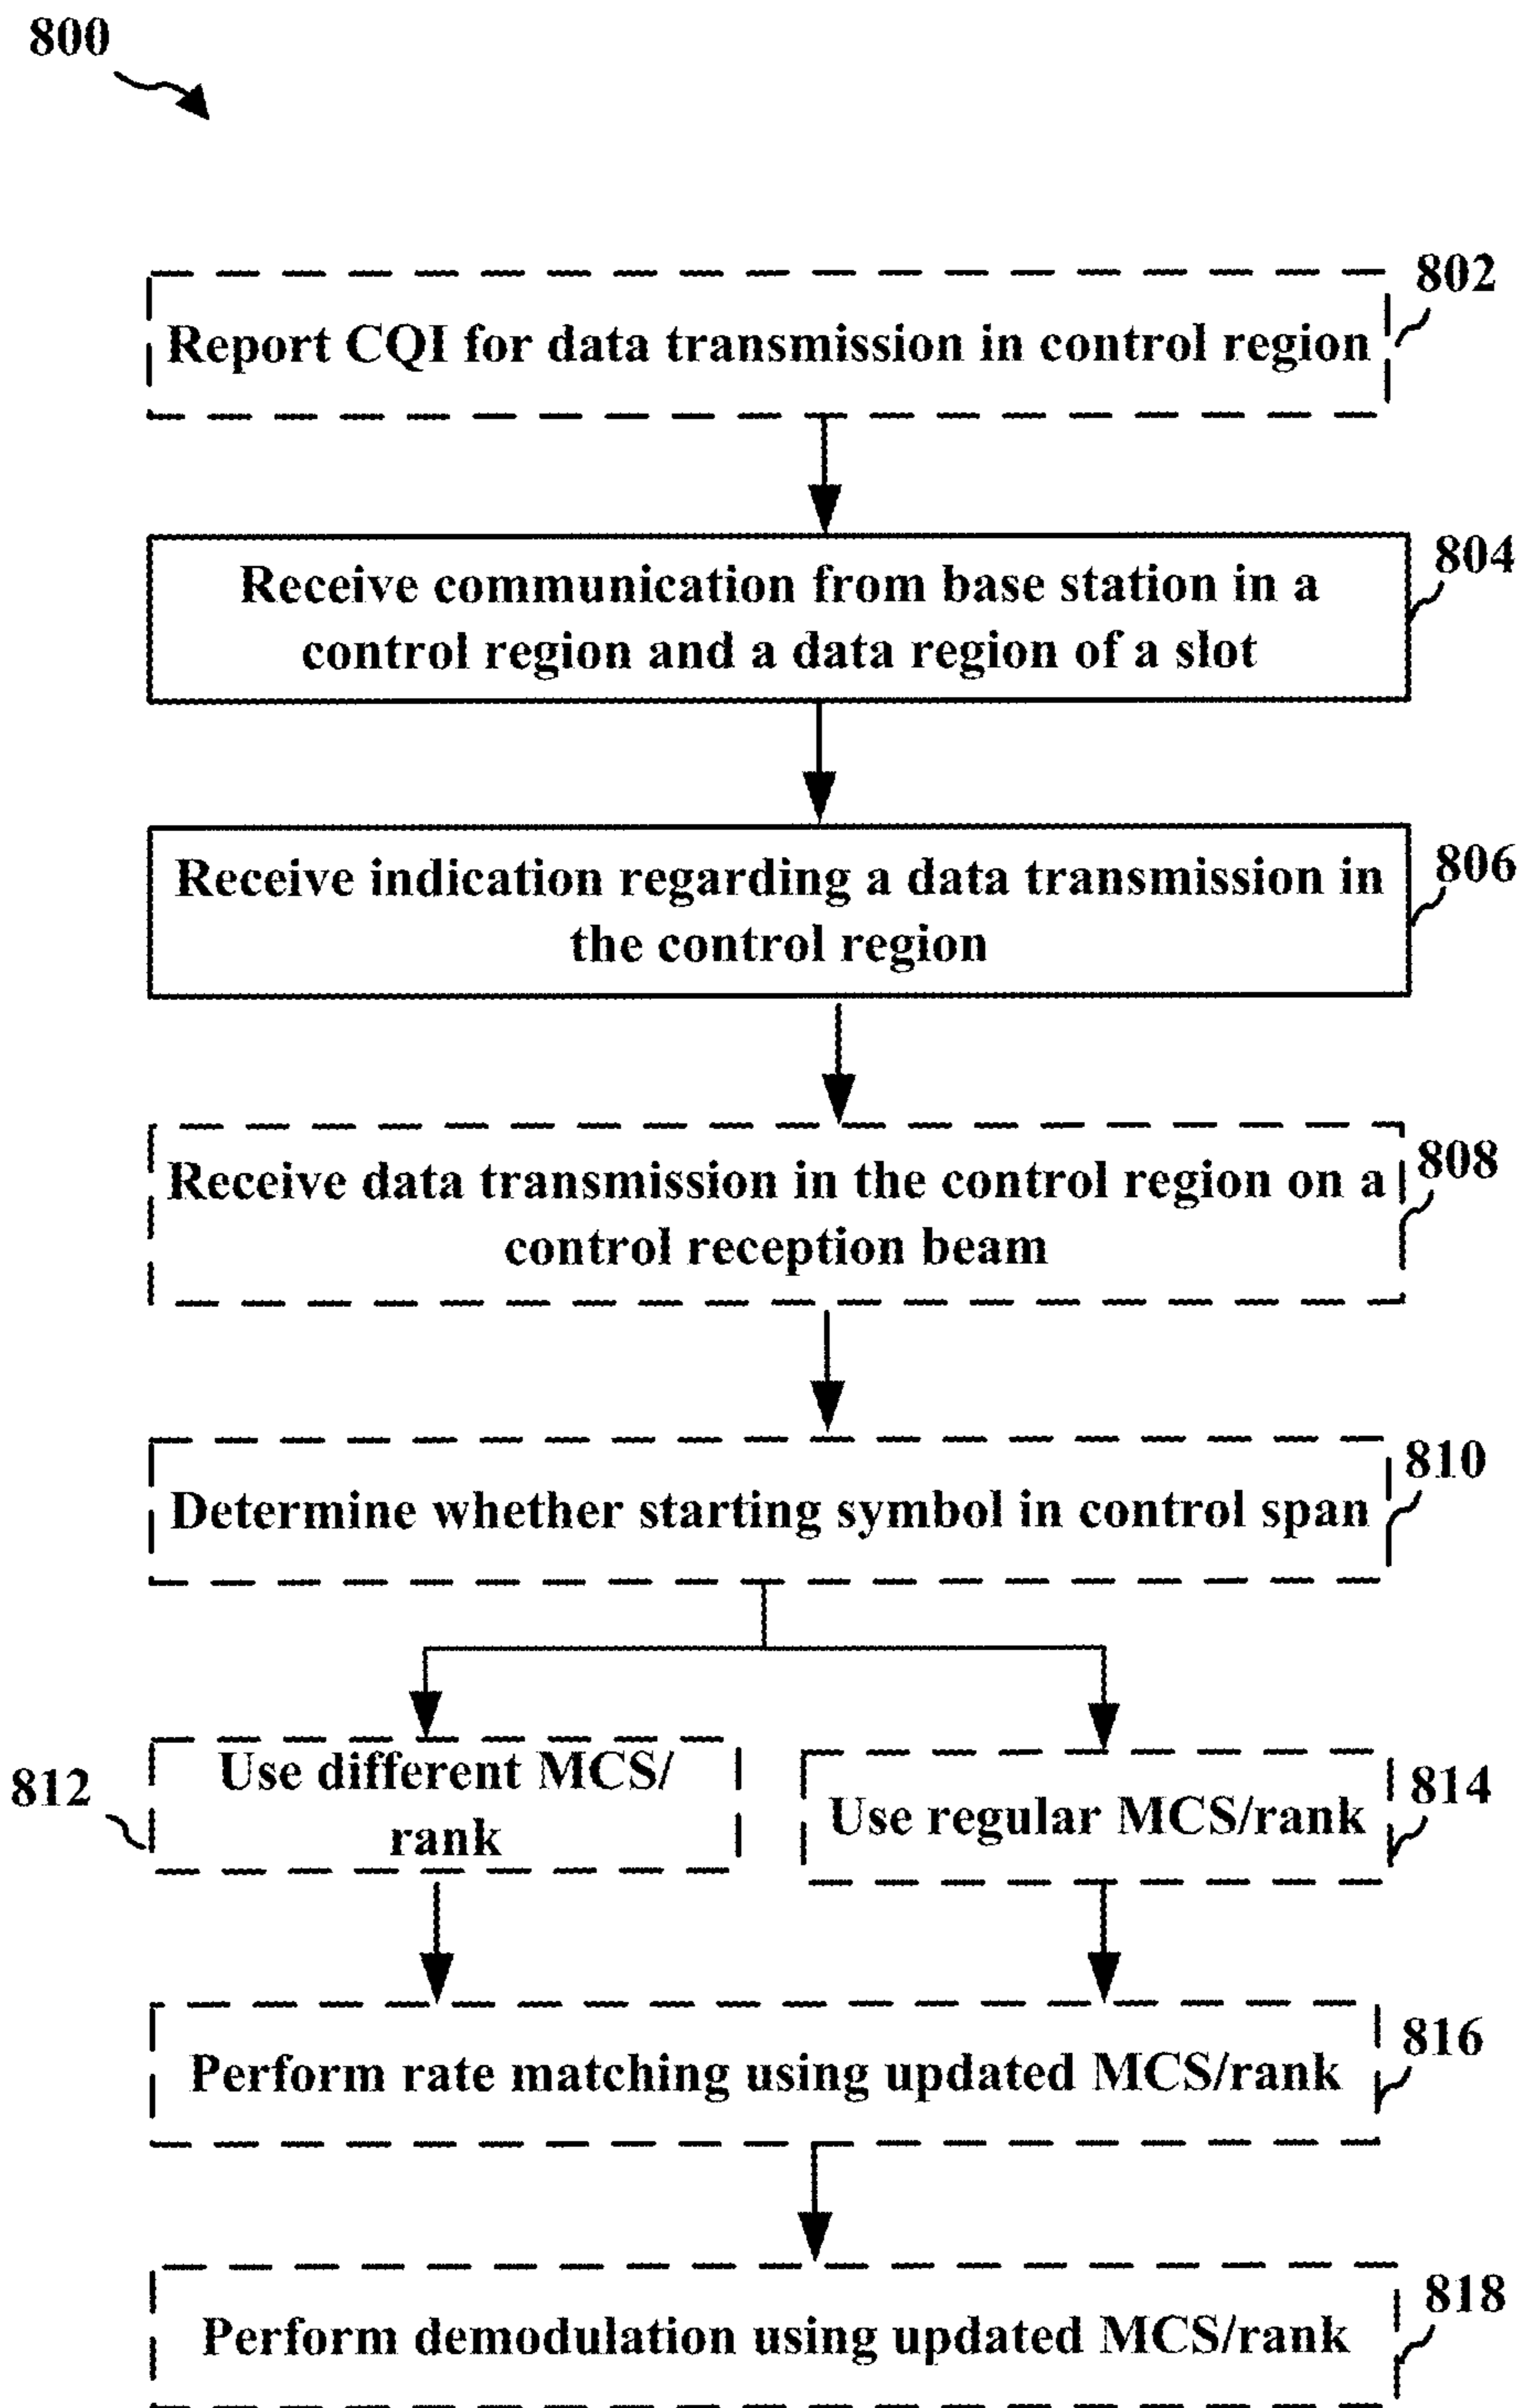 800
802
Report CQI for data transmission in control region
804
Receive communication from base station in a
control region and a data region of a slot
806
Receive indication regarding a data transmission in
the control region
808
Receive data transmission in the control region on a
control reception beam
810
Determine whether starting symbol in control span
812
Use different MCS/
rank
814
Use regular MCS/rank
816
Perform rate matching using updated MCS/rank
818
Perform demodulation using updated MCS/rank